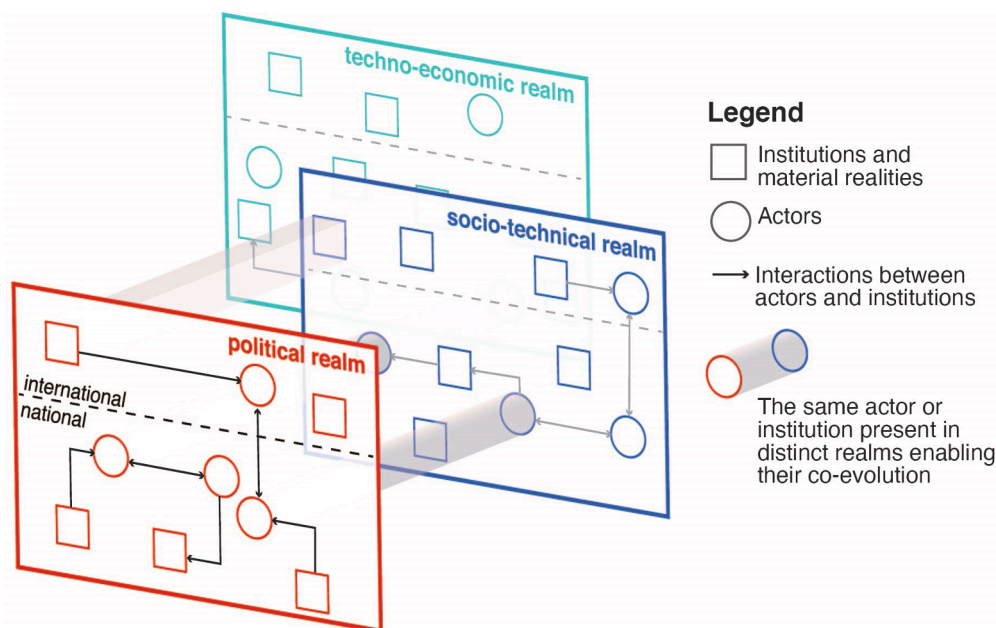 techno-economic realm
socio-technical realm
political realm
international
national
Legend
Institutions and
material realities
Actors
Interactions between
actors and institutions
The same actor or
institution present in
distinct realms enabling
their co-evolution